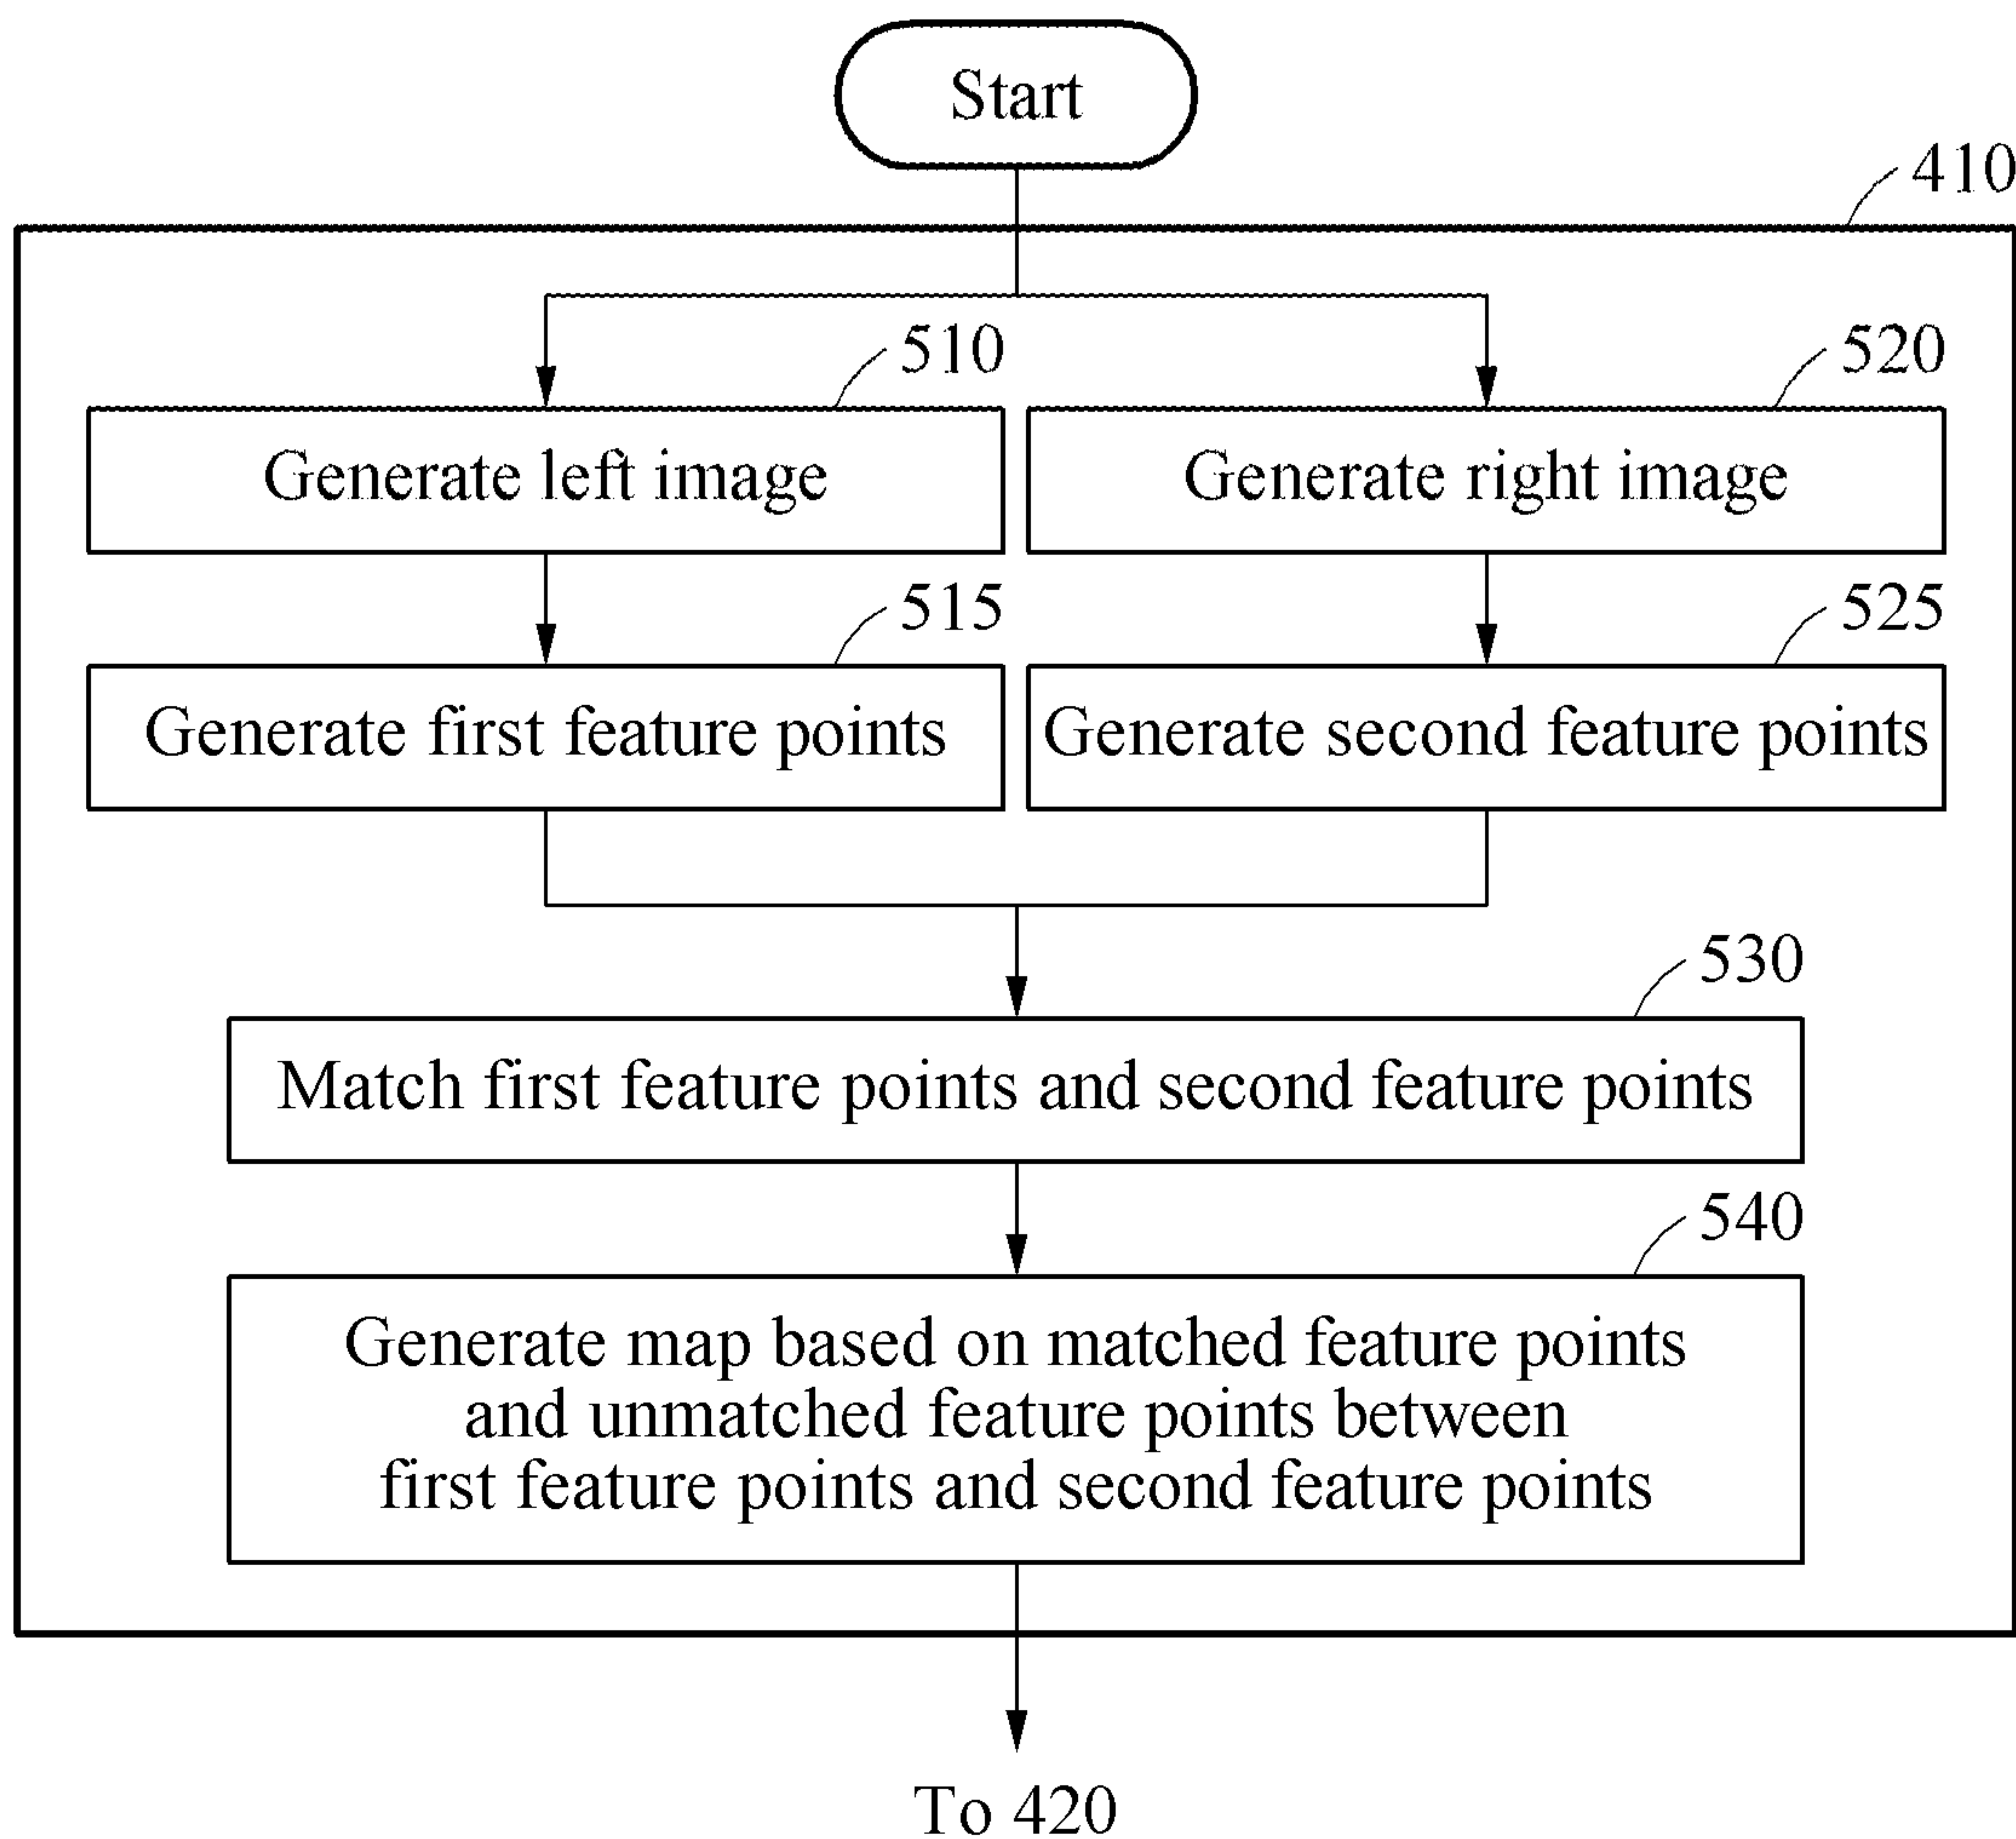 Start
410
510
520
Generate left image
Generate right image
515
525
Generate first feature points
Generate second feature points
530
Match first feature points and second feature points
540
Generate map based on matched feature points
and unmatched feature points between
first feature points and second feature points
To 420